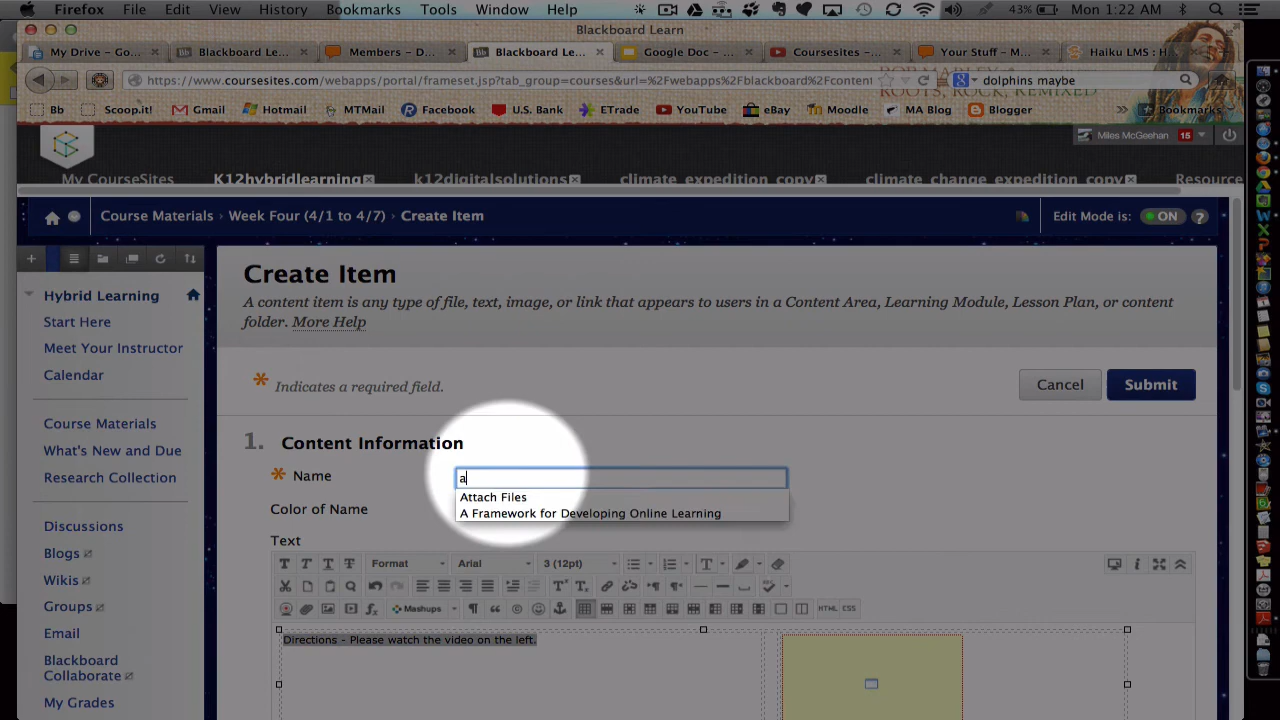 Firefox File Edit View History Bookmarks Tools Window Help 43% Mon 1:22 AM
Blackboard Learn
My Drive – Go... Blackboard Lear... Members – D... Blackboard Le... Google Doc – ... Coursesites – ... Your Stuff – M... Haiku LMS : H...
https://www.coursesites.com/webapps/portal/frameset.jsp?tab_group=courses&url=%2Fwebapps%2Fblackboard%2Fcontent dolphins maybe
ROOTS, ROCK, REMIXED
Bb Scoop.it! Gmail Hotmail MTMail Facebook U.S. Bank ETrade YouTube eBay Moodle MA Blog Blogger Bookmarks
Miles McGeehan 15
My CourseSites K12hybridlearning k12digitalsolutions climate_expedition_copy climate_change_expedition_copy Resource
Course Materials Week Four (4/1 to 4/7) Create Item Edit Mode is: ON ?
Create Item
A content item is any type of file, text, image, or link that appears to users in a Content Area, Learning Module, Lesson Plan, or content
folder. More Help
* Indicates a required field.
Cancel Submit
Hybrid Learning
Start Here
Meet Your Instructor
Calendar
Course Materials
What's New and Due
Research Collection
Discussions
Blogs
Wikis
Groups
Email
Blackboard
Collaborate
My Grades
1. Content Information
* Name a
Attach Files
A Framework for Developing Online Learning
Color of Name
Text
Format Arial 3 (12pt)
Mashups HTML CSS
Directions - Please watch the video on the left.